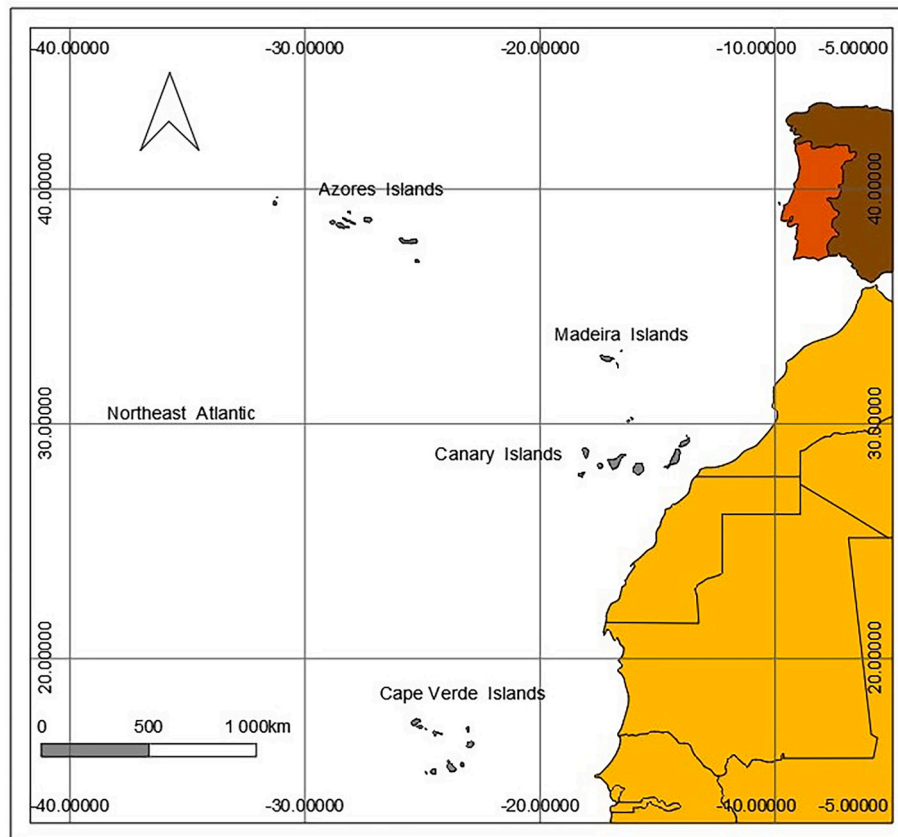 -40.00000 -30.00000 -20.00000 -10.00000 -5.00000
40.00000 40.00000
Azores Islands
Madeira Islands
Northeast Atlantic
30.00000 30.00000
Canary Islands
20.00000 20.00000
Cape Verde Islands
0 500 1 000km
-40.00000 -30.00000 -20.00000 -10.00000 -5.00000